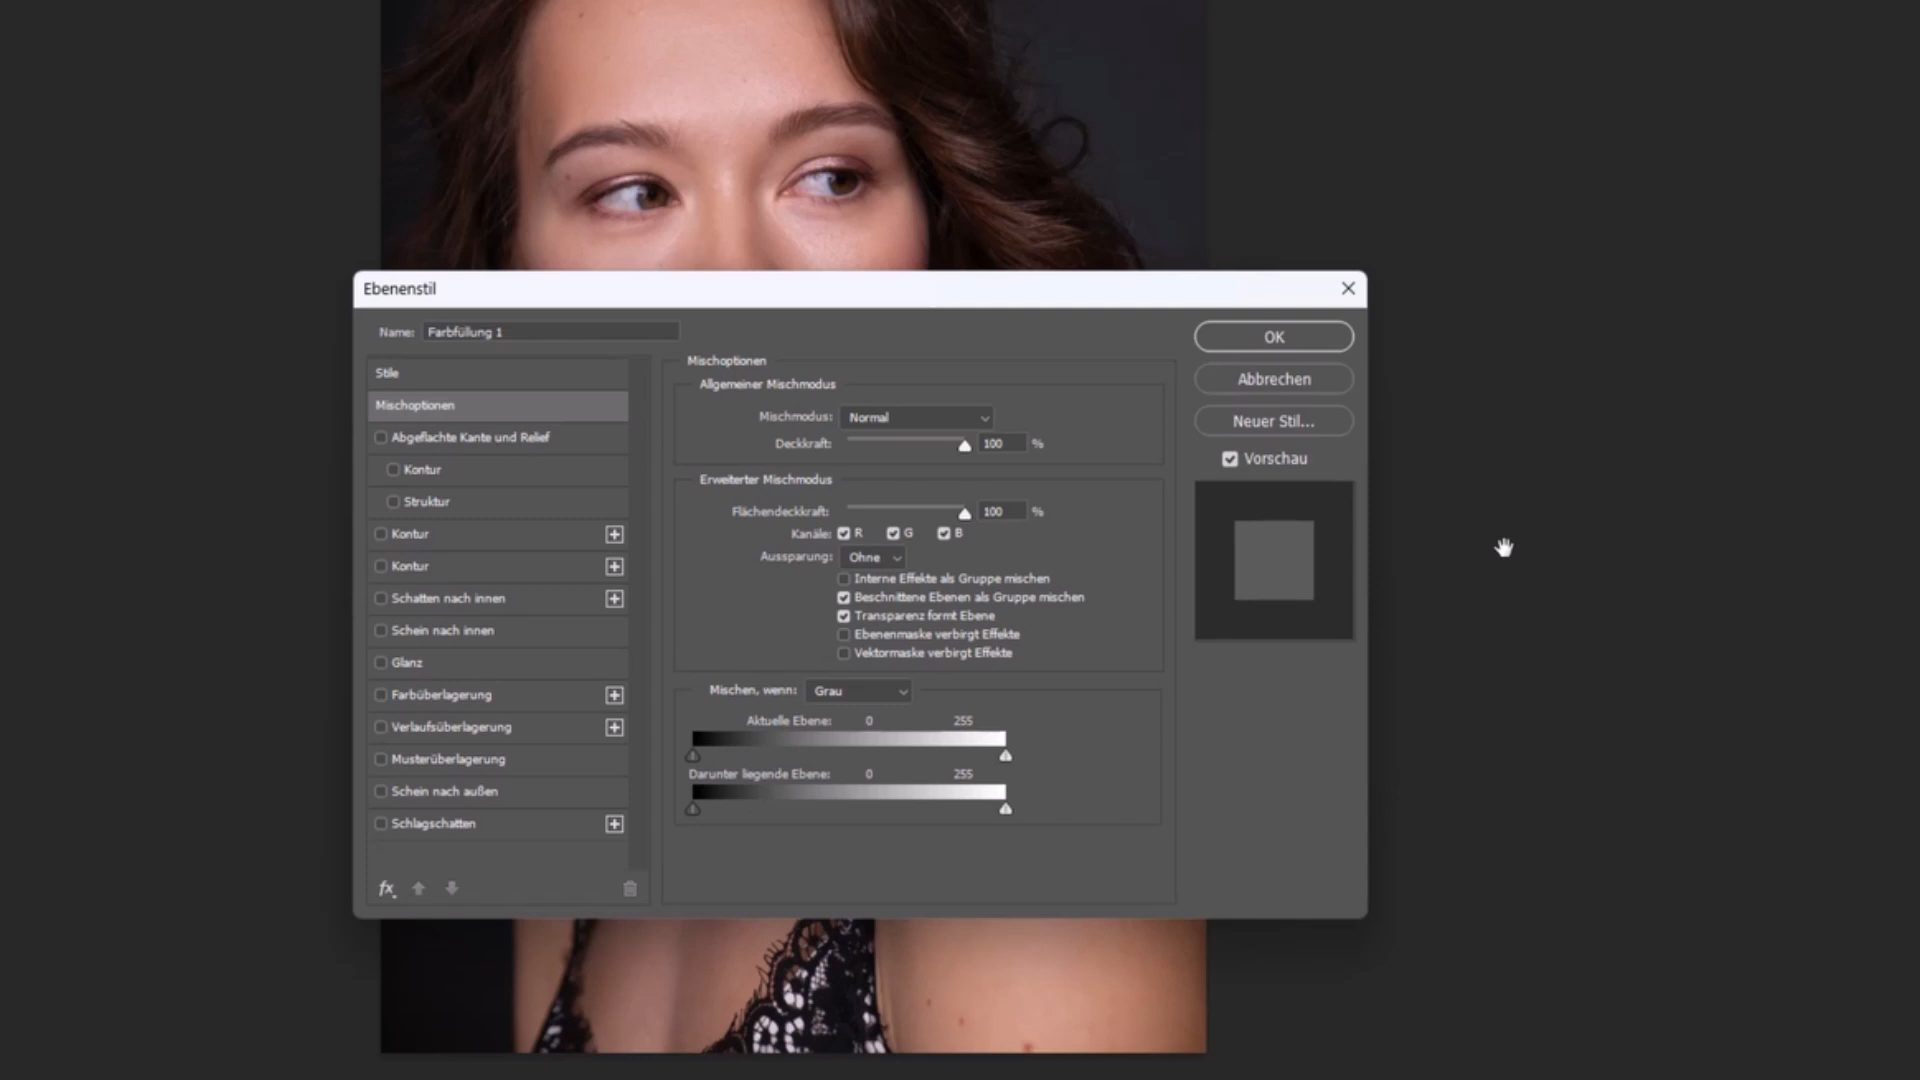 Ebenenstil
Name: Farbfüllung 1
Stile
Mischoptionen
Abgeflachte Kante und Relief
Kontur
Struktur
Kontur
Kontur
Schatten nach innen
Schein nach innen
Glanz
Farbüberlagerung
Verlaufsüberlagerung
Musterüberlagerung
Schein nach außen
Schlagschatten
fx
Mischoptionen
Allgemeiner Mischmodus
Mischmodus: Normal
Deckkraft: 100 %
Erweiterter Mischmodus
Flächendeckkraft: 100 %
Kanäle: R G B
Aussparung: Ohne
Interne Effekte als Gruppe mischen
Beschnittene Ebenen als Gruppe mischen
Transparenz formt Ebene
Ebenenmaske verbirgt Effekte
Vektormaske verbirgt Effekte
Mischen, wenn: Grau
Aktuelle Ebene: 0 255
Darunter liegende Ebene: 0 255
OK
Abbrechen
Neuer Stil...
Vorschau